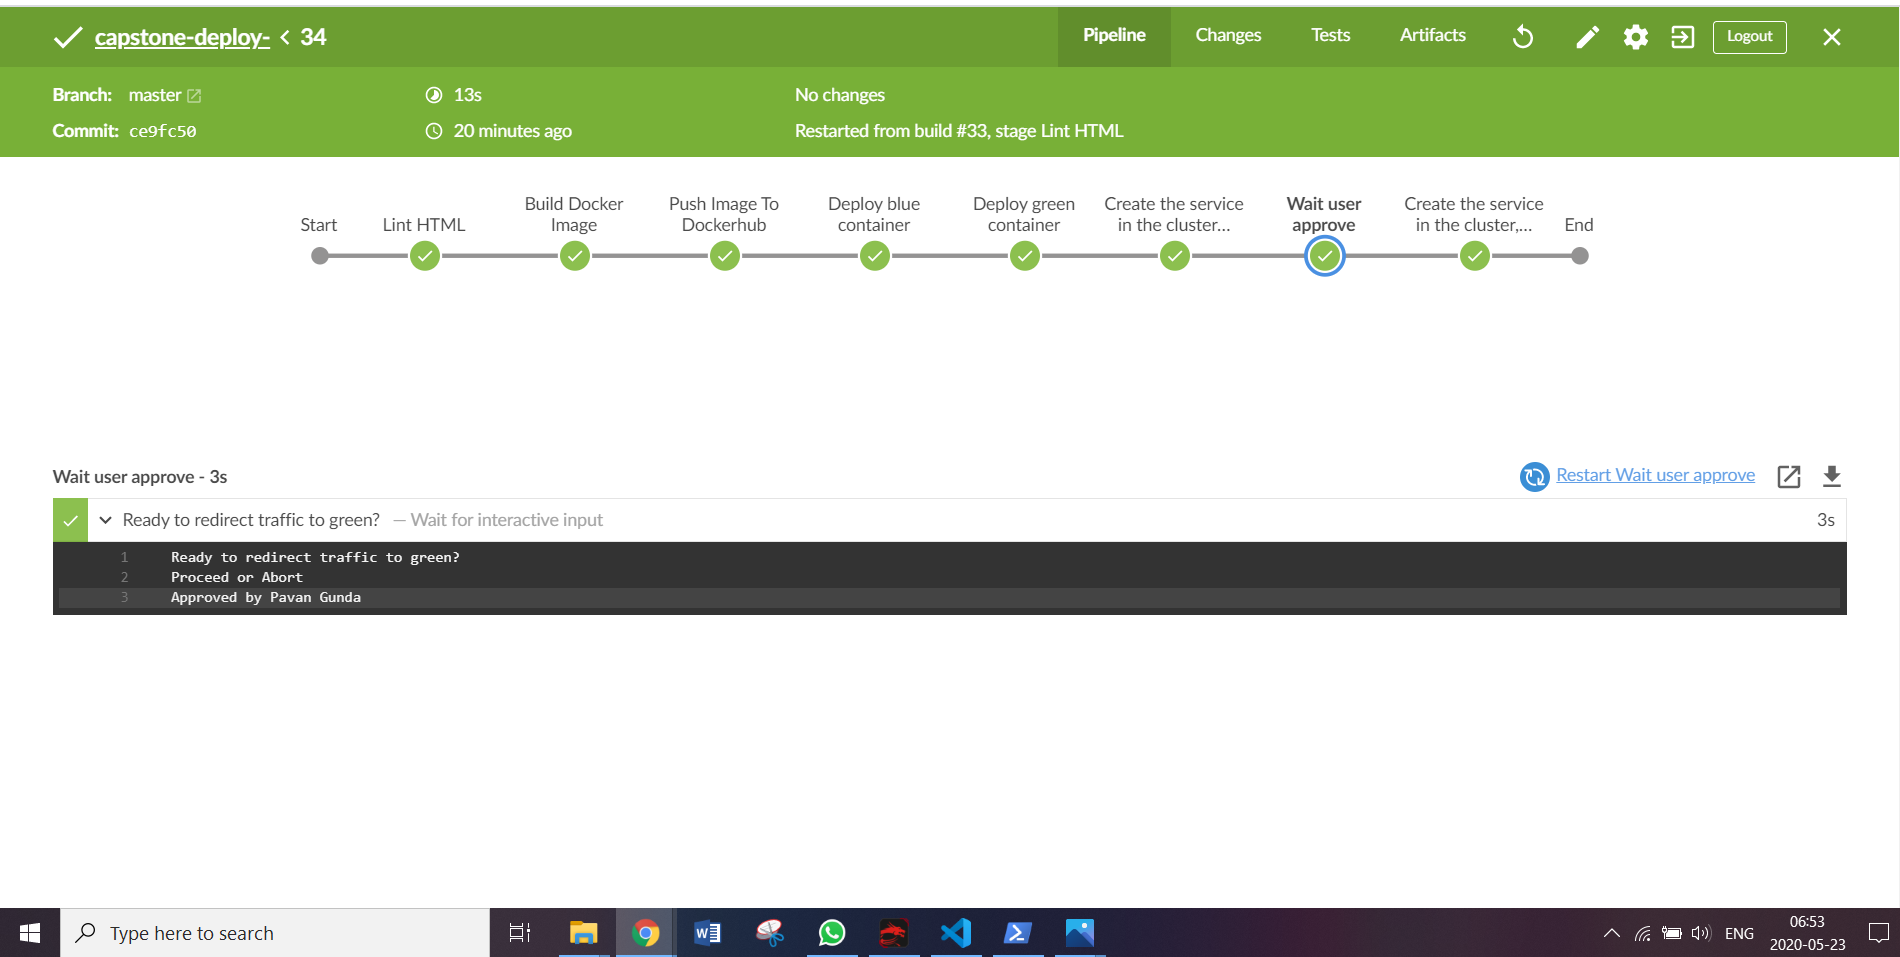 capstone-deploy- < 34
Pipeline
Changes
Tests
Artifacts
Logout
Branch: master
13s
No changes
Commit: ce9fc50
20 minutes ago
Restarted from build #33, stage Lint HTML
Start
Lint HTML
Build Docker
Image
Push Image To
Dockerhub
Deploy blue
container
Deploy green
container
Create the service
in the cluster...
Wait user
approve
Create the service
in the cluster,...
End
Wait user approve - 3s
Restart Wait user approve
Ready to redirect traffic to green? — Wait for interactive input
3s
1 Ready to redirect traffic to green?
2 Proceed or Abort
3 Approved by Pavan Gunda
Type here to search
ENG
06:53
2020-05-23